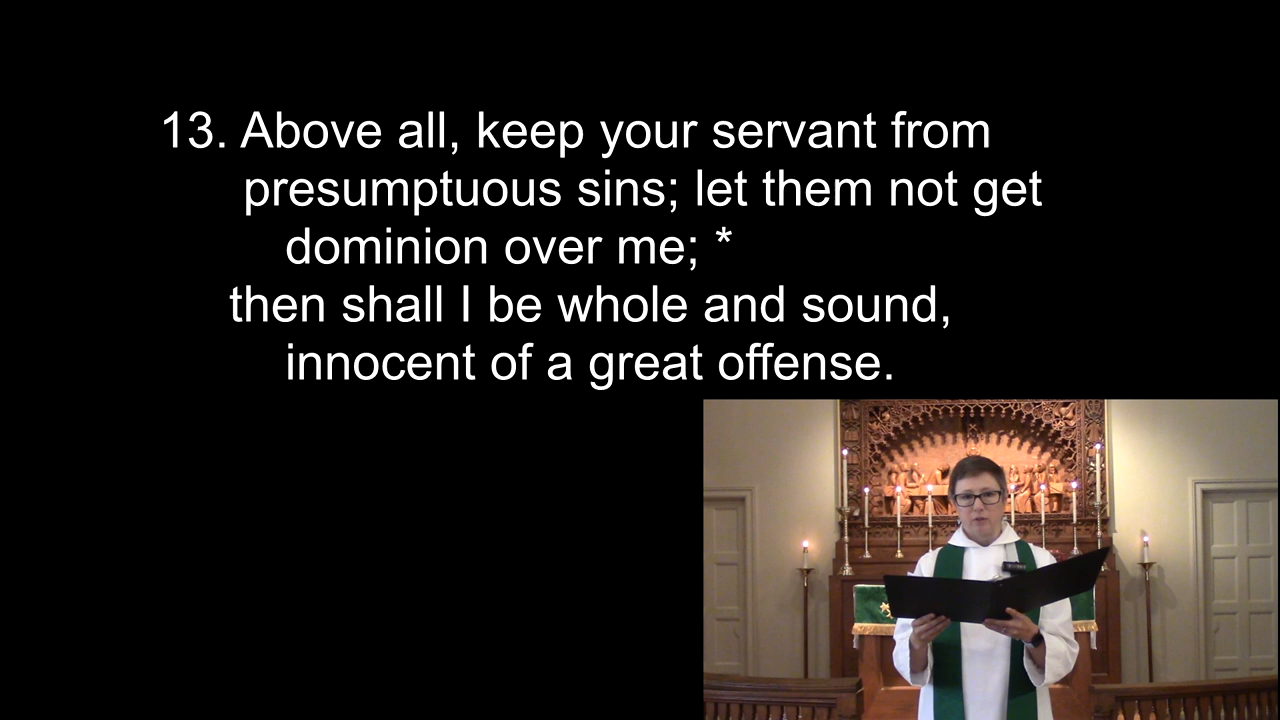 13. Above all, keep your servant from
presumptuous sins; let them not get
dominion over me; *
then shall I be whole and sound,
innocent of a great offense.